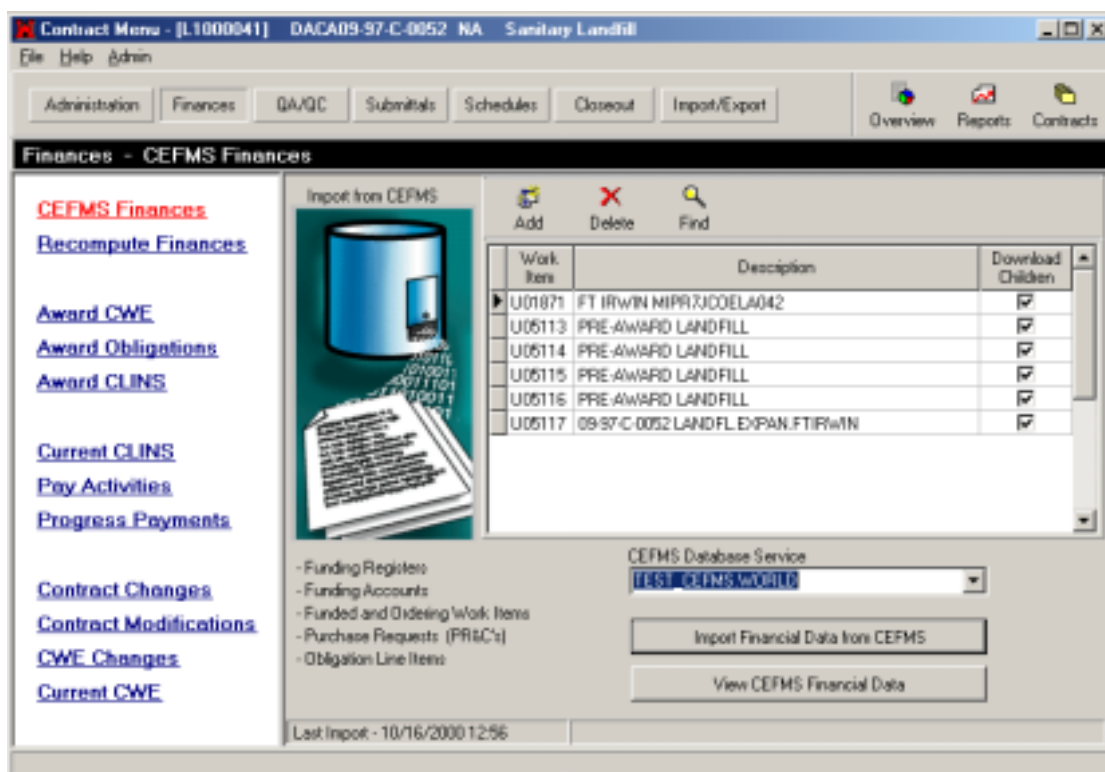 Contract Menu - [L1000041] DACA09-97-C-0052 NA Sanitary Landfill
File Help Admin
Administration Finances QA/QC Submittals Schedules Closeout Import/Export Overview Reports Contracts
Finances - CEFMS Finances
CEFMS Finances
Recompute Finances
Award CWE
Award Obligations
Award CLINS
Current CLINS
Pay Activities
Progress Payments
Contract Changes
Contract Modifications
CWE Changes
Current CWE
Import from CEFMS
Add Delete Find
Work Item Description Download Children
U01871 FT IRWIN MIPR7JCOELA042
U05113 PRE-AWARD LANDFILL
U05114 PRE-AWARD LANDFILL
U05115 PRE-AWARD LANDFILL
U05116 PRE-AWARD LANDFILL
U05117 09-97-C-0052 LANDFL.EXPAN.FTIRWIN
- Funding Registers
- Funding Accounts
- Funded and Ordering Work Items
- Purchase Requests (PR&C's)
- Obligation Line Items
CEFMS Database Service
TEST_CEFMS.WORLD
Import Financial Data from CEFMS
View CEFMS Financial Data
Last Import - 10/16/2000 12:56